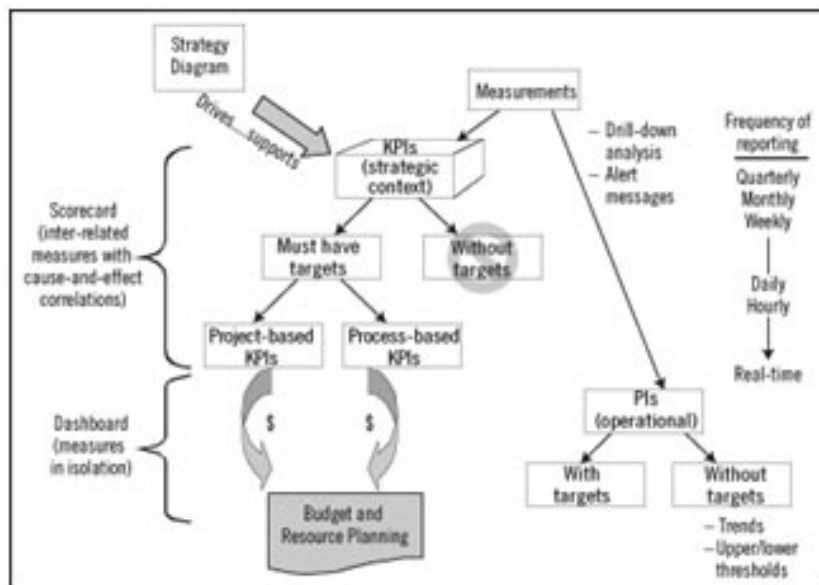 Strategy
Diagram
Drives....supports
Measurements
KPIs
(strategic
context)
– Drill-down
analysis
– Alert
messages
Frequency of
reporting
Quarterly
Monthly
Weekly
Daily
Hourly
Real-time
Scorecard
(inter-related
measures with
cause-and-effect
correlations)
Must have
targets
Without
targets
Project-based
KPIs
Process-based
KPIs
Dashboard
(measures
in isolation)
$
$
Budget and
Resource Planning
PIs
(operational)
With
targets
Without
targets
– Trends
– Upper/lower
thresholds